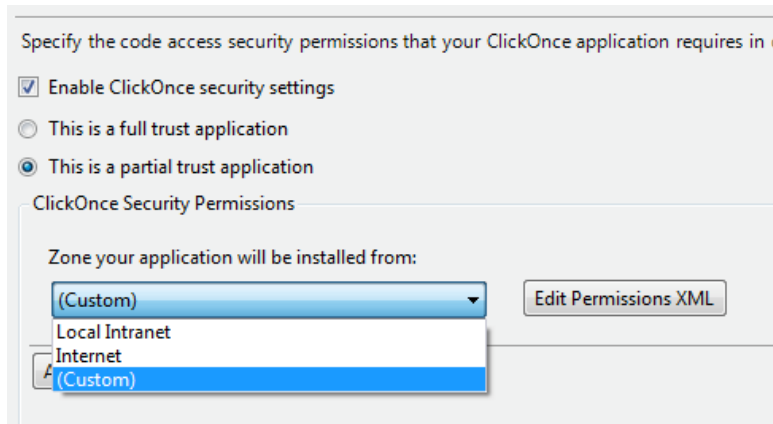 Specify the code access security permissions that your ClickOnce application requires in
Enable ClickOnce security settings
This is a full trust application
This is a partial trust application
ClickOnce Security Permissions
Zone your application will be installed from:
(Custom)
Edit Permissions XML
Local Intranet
Internet
(Custom)